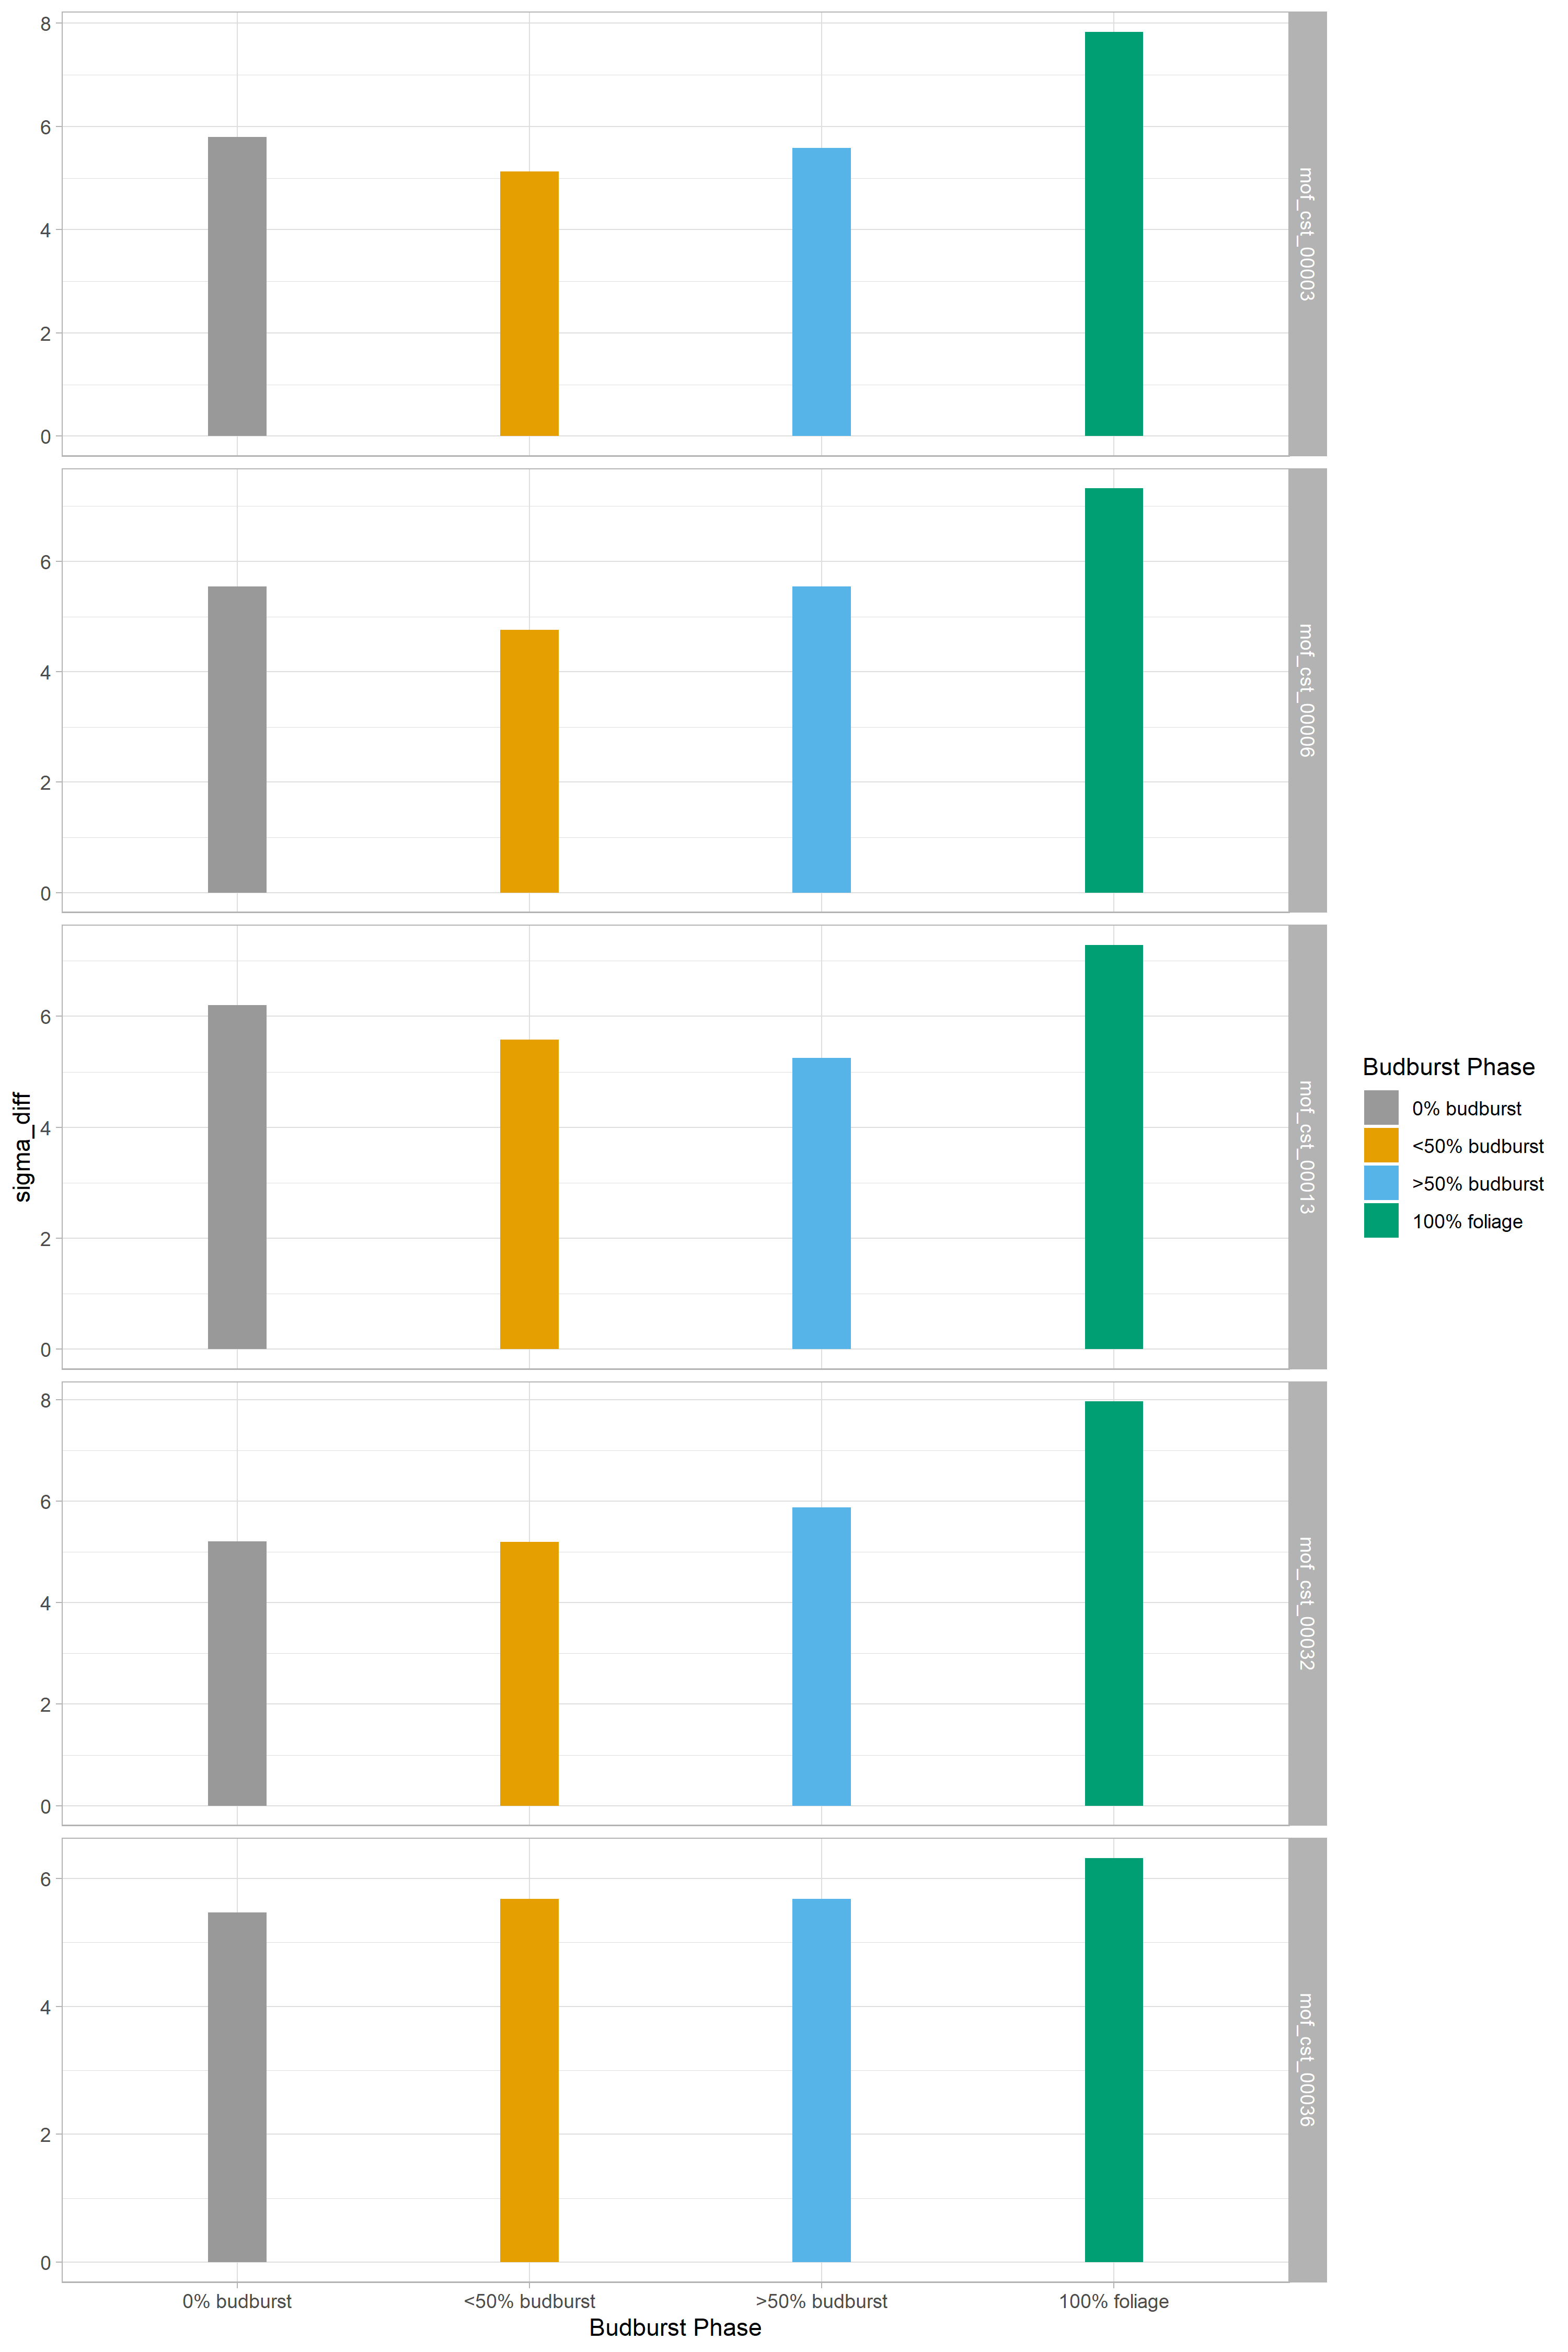 sigma_diff
8
6
4
2
0
mof_cst_00003
6
4
2
0
mof_cst_00006
6
4
2
0
mof_cst_00013
8
6
4
2
0
mof_cst_00032
6
4
2
0
mof_cst_00036
0% budburst
<50% budburst
>50% budburst
100% foliage
Budburst Phase
Budburst Phase
0% budburst
<50% budburst
>50% budburst
100% foliage